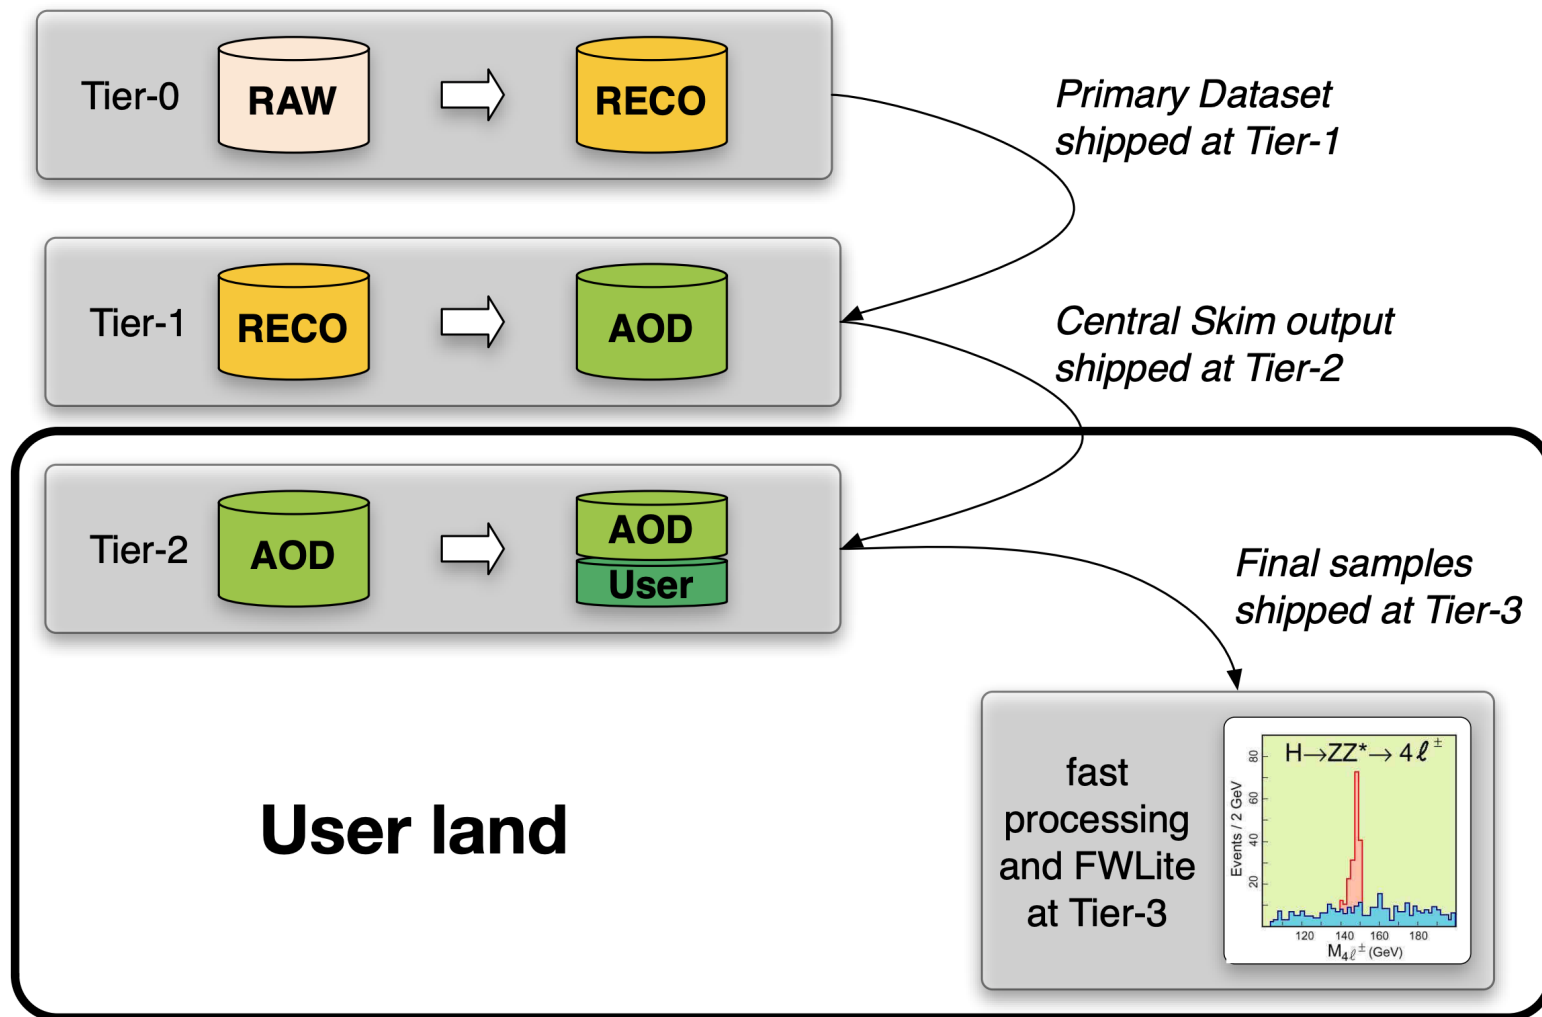 Tier-0
RAW
RECO
Primary Dataset
shipped at Tier-1
Tier-1
RECO
AOD
Central Skim output
shipped at Tier-2
Tier-2
AOD
AOD
User
Final samples
shipped at Tier-3
User land
fast
processing
and FWLite
at Tier-3
H→ZZ*→ 4ℓ±
Events / 2 GeV
80
60
40
20
120 140 160 180
M4ℓ± (GeV)